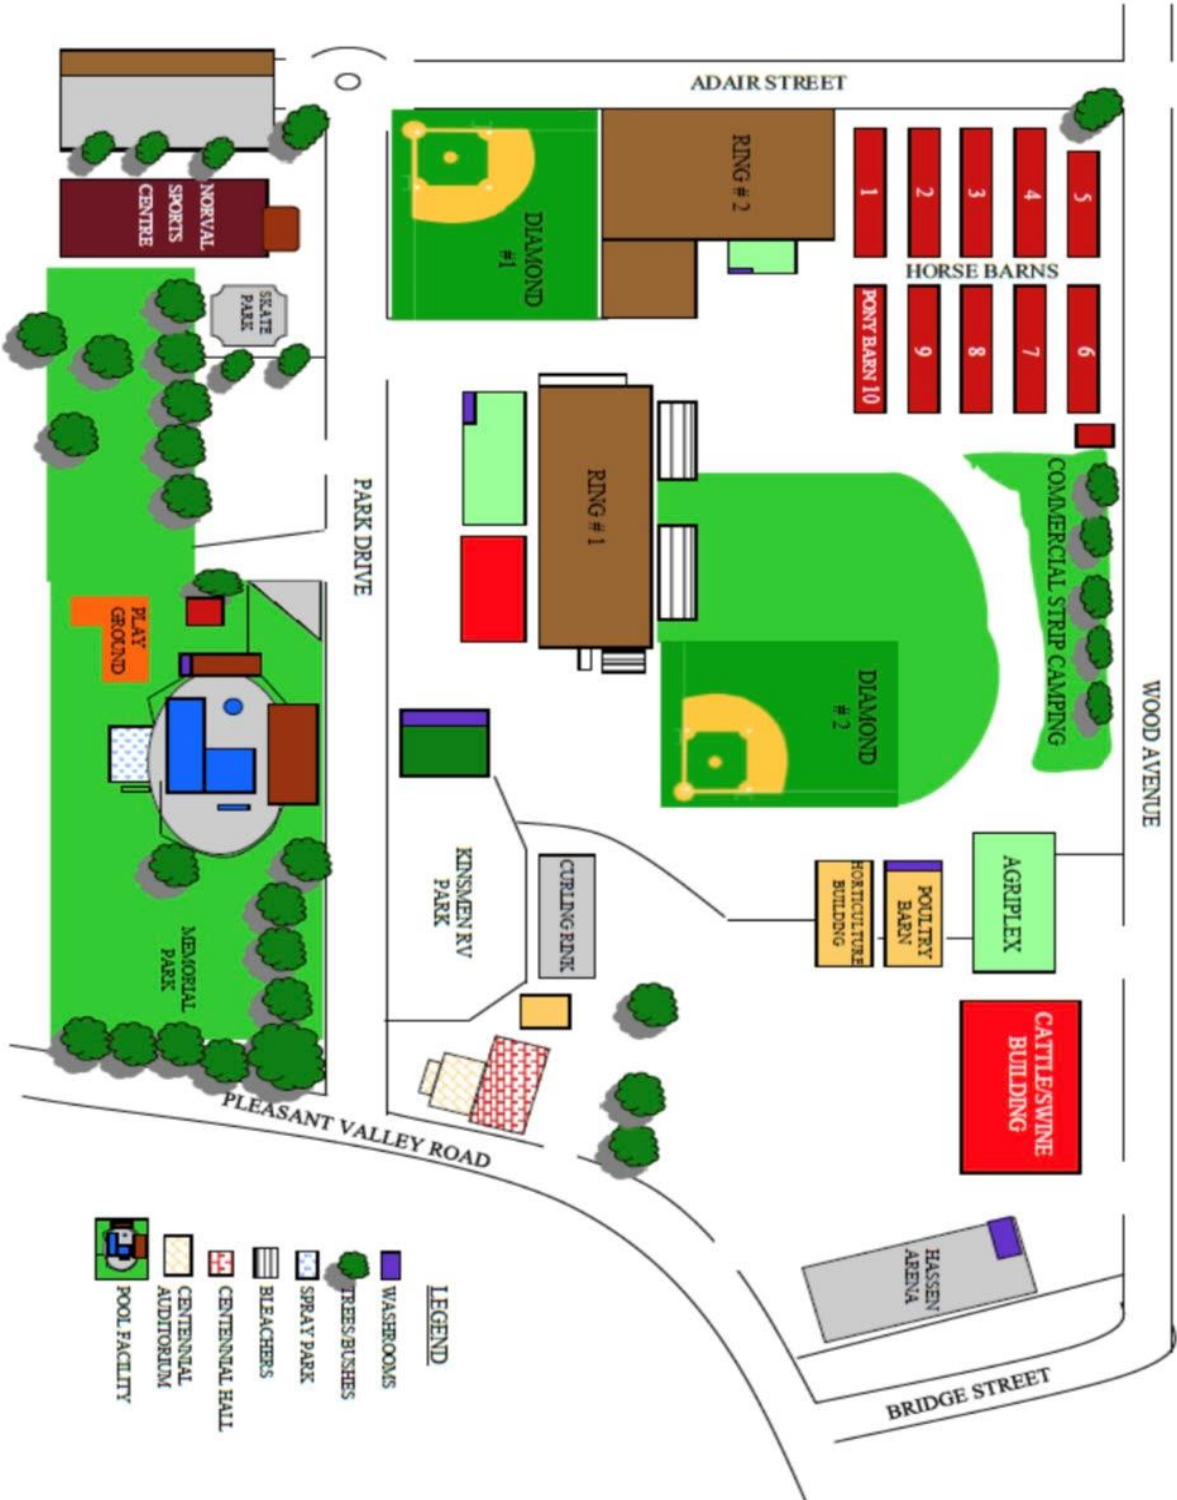 ADAIR STREET
RING # 2
DIAMOND
#1
1
2
3
4
5
HORSE BARNS
PONY BARN 10
9
8
7
6
NORVAL
SPORTS
CENTRE
SKATE
PARK
PARK DRIVE
RING # 1
COMMERCIAL STRIP CAMPING
WOOD AVENUE
PLAY
GROUND
DIAMOND
# 2
KINSMEN RV
PARK
CURLING RINK
HORTICULTURE
BUILDING
POULTRY
BARN
AGRIPLEX
MEMORIAL
PARK
CATTLE/SWINE
BUILDING
PLEASANT VALLEY ROAD
HASSEN
ARENA
BRIDGE STREET
LEGEND
WASHROOMS
TREES/BUSHES
SPRAY PARK
BLEACHERS
CENTENNIAL HALL
CENTENNIAL
AUDITORIUM
POOL FACILITY